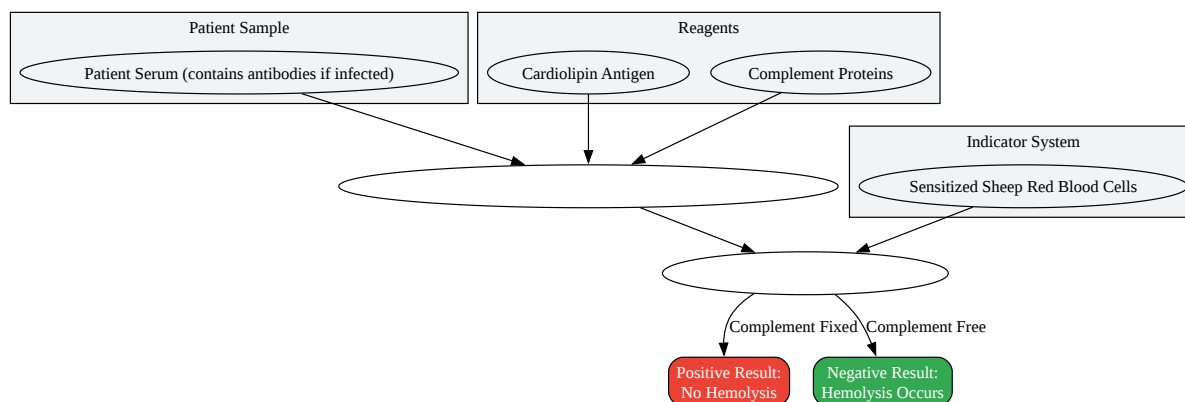 Patient Sample
Patient Serum (contains antibodies if infected)
Reagents
Cardiolipin Antigen
Complement Proteins
Indicator System
Sensitized Sheep Red Blood Cells
Complement Fixed
Complement Free
Positive Result:
No Hemolysis
Negative Result:
Hemolysis Occurs